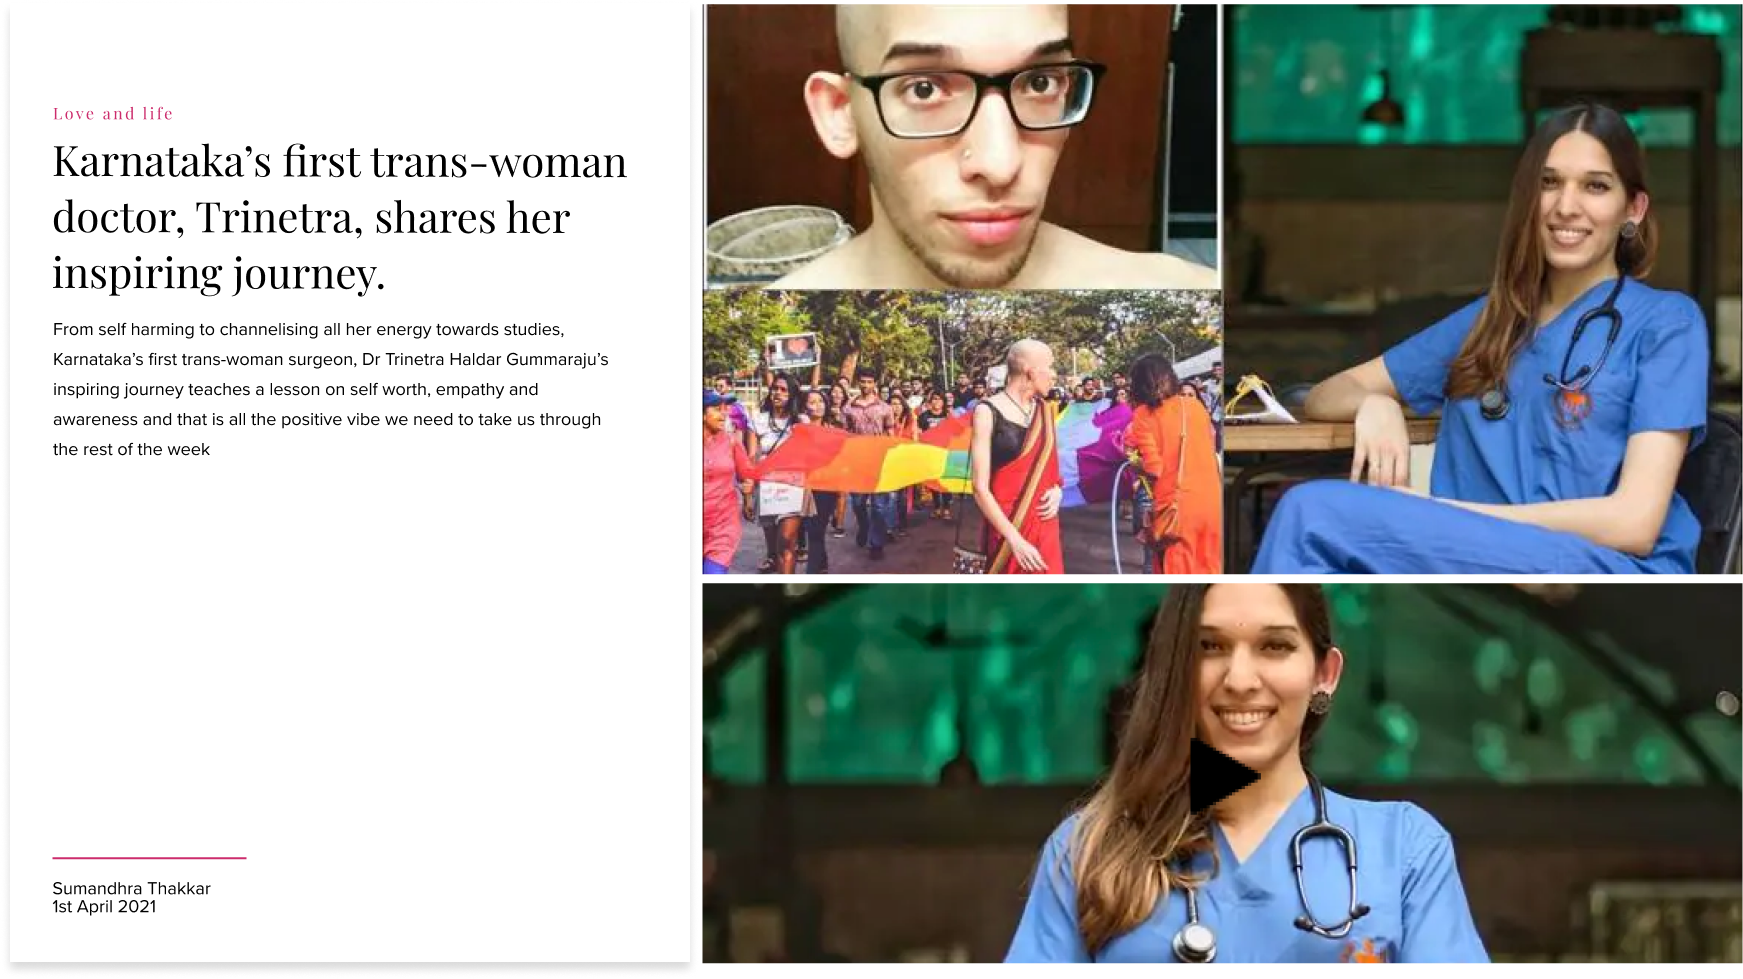 Love and life
Karnataka’s first trans-woman
doctor, Trinetra, shares her
inspiring journey.
From self harming to channelising all her energy towards studies,
Karnataka’s first trans-woman surgeon, Dr Trinetra Haldar Gummaraju’s
inspiring journey teaches a lesson on self worth, empathy and
awareness and that is all the positive vibe we need to take us through
the rest of the week
Sumandhra Thakkar
1st April 2021